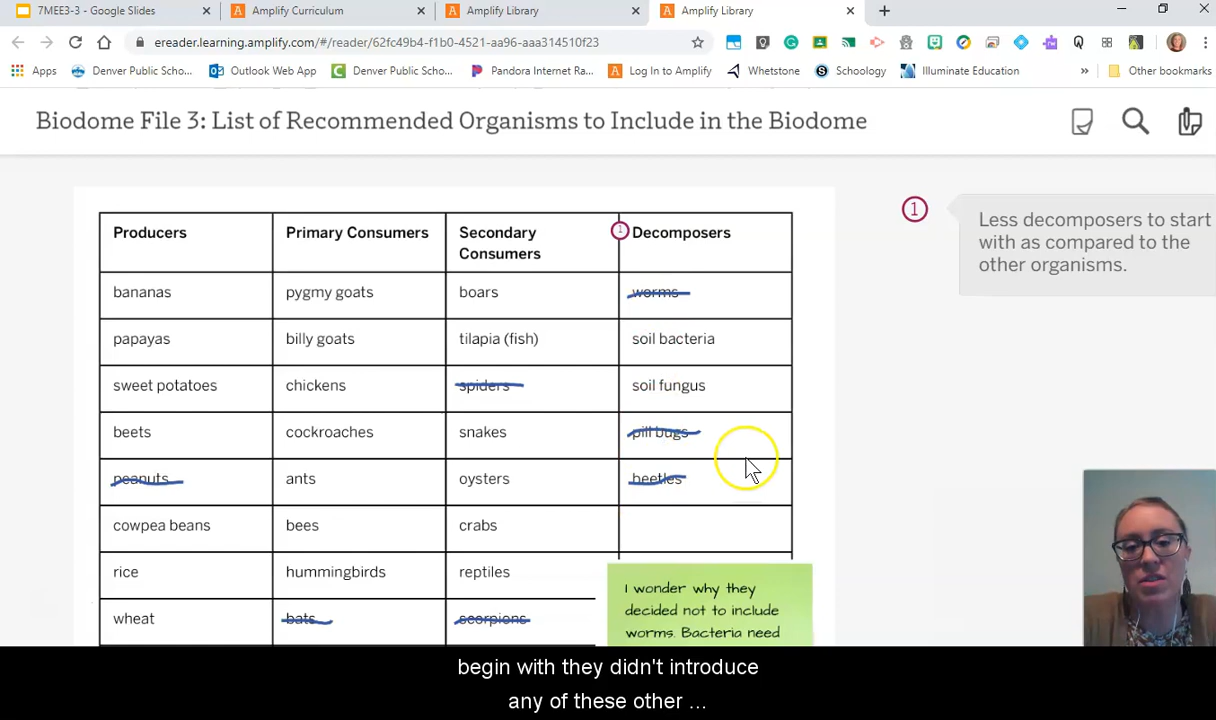 7MEE3-3 - Google Slides
Amplify Curriculum
Amplify Library
Amplify Library
ereader.learning.amplify.com/#/reader/62fc49b4-f1b0-4521-aa96-aaa314510f23
Apps
Denver Public Scho...
Outlook Web App
Denver Public Scho...
Pandora Internet Ra...
Log In to Amplify
Whetstone
Schoology
Illuminate Education
»
Other bookmarks
Biodome File 3: List of Recommended Organisms to Include in the Biodome
Producers Primary Consumers Secondary Consumers 1 Decomposers
bananas pygmy goats boars worms
papayas billy goats tilapia (fish) soil bacteria
sweet potatoes chickens spiders soil fungus
beets cockroaches snakes pill bugs
peanuts ants oysters beetles
cowpea beans bees crabs
rice hummingbirds reptiles
wheat bats scorpions
I wonder why they
decided not to include
worms. Bacteria need
1
Less decomposers to start
with as compared to the
other organisms.
begin with they didn't introduce
any of these other ...